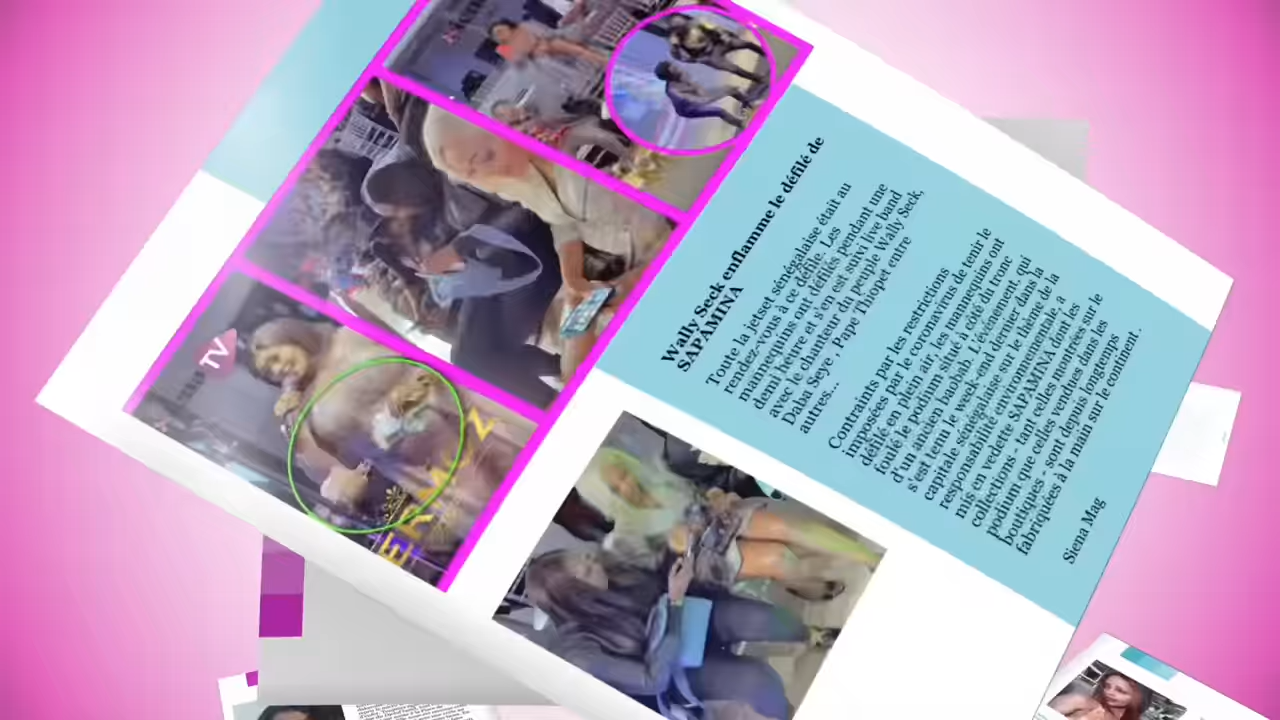 Wally Seck enflamme le défilé de
SAPAMINA
Toute la jetset sénégalaise était au
rendez-vous à ce défile. Les
mannequins ont défilés pendant une
demi heure et s'en est suivi live band
avec le chanteur du peuple Wally Seck,
Daba Seye , Pape Thiopet entre
autres...
Contraints par les restrictions
imposées par le coronavirus de tenir le
défilé en plein air, les mannequins ont
foulé le podium situé à côté du tronc
d'un ancien baobab. L'événement, qui
s'est tenu le week-end dernier dans la
capitale sénégalaise sur le thème de la
responsabilité environnementale, a
mis en vedette SAPAMINA dont les
collections - tant celles montrées sur le
podium que celles vendues dans les
boutiques - sont depuis longtemps
fabriquées à la main sur le continent .
Siena Mag
TV